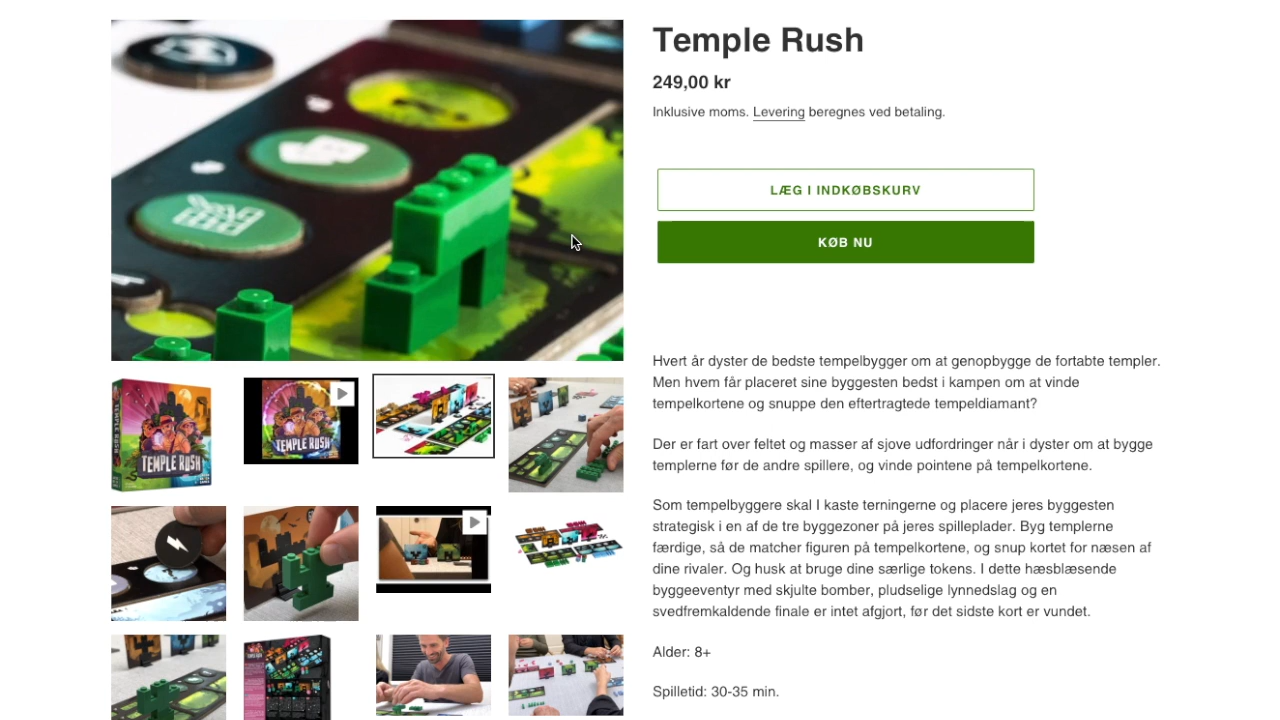 Temple Rush
249,00 kr
Inklusive moms. Levering beregnes ved betaling.
LÆG I INDKØBSKURV
KØB NU
Hvert år dyster de bedste tempelbygger om at genopbygge de fortabte templer.
Men hvem får placeret sine byggesten bedst i kampen om at vinde
tempelkortene og snuppe den eftertragtede tempeldiamant?
Der er fart over feltet og masser af sjove udfordringer når i dyster om at bygge
templerne før de andre spillere, og vinde pointene på tempelkortene.
Som tempelbyggere skal I kaste terningerne og placere jeres byggesten
strategisk i en af de tre byggezoner på jeres spilleplader. Byg templerne
færdige, så de matcher figuren på tempelkortene, og snup kortet for næsen af
dine rivaler. Og husk at bruge dine særlige tokens. I dette hæsblæsende
byggeeventyr med skjulte bomber, pludselige lynnedslag og en
svedfremkaldende finale er intet afgjort, før det sidste kort er vundet.
Alder: 8+
Spilletid: 30-35 min.
TEMPLE RUSH
TEMPLE RUSH
TEMPLE RUSH